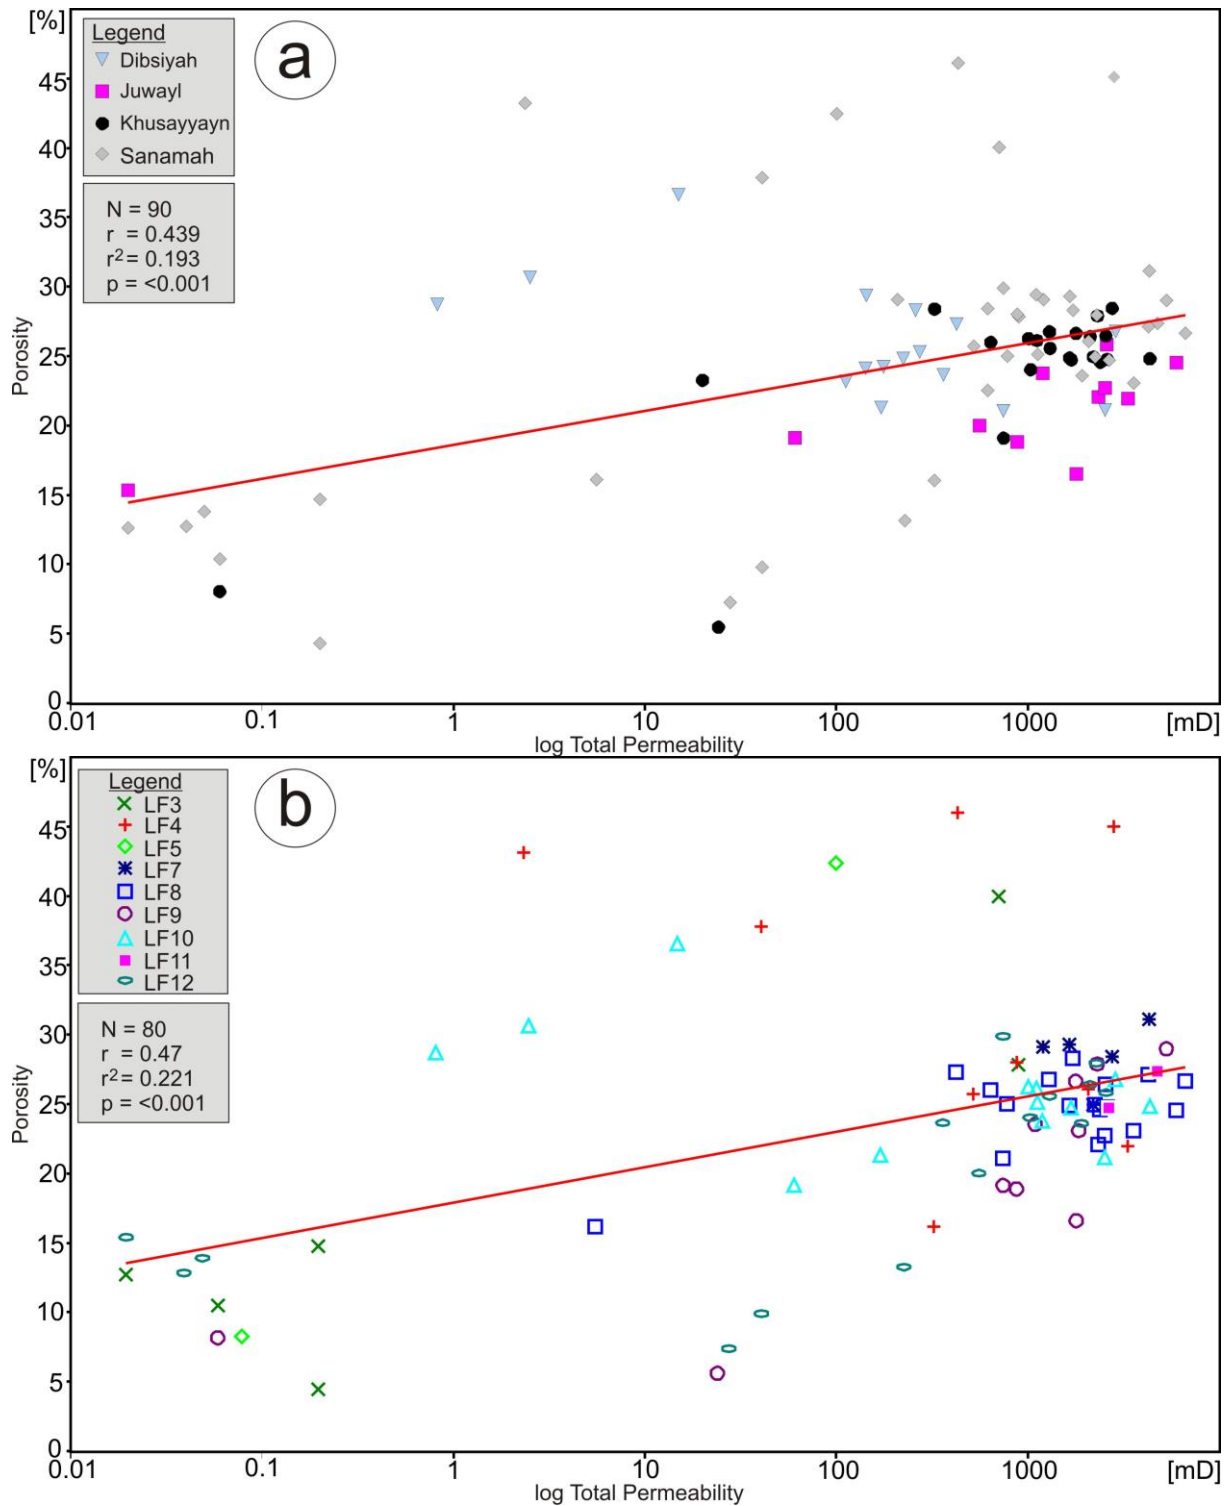 [%]
Legend
Dibsiyah
Juwayl
Khusayyayn
Sanamah
a
N = 90
r = 0.439
r² = 0.193
p = <0.001
Porosity
45
40
35
30
25
20
15
10
5
0
0.01 0.1 1 10 100 1000 [mD]
log Total Permeability
[%]
Legend
LF3
LF4
LF5
LF7
LF8
LF9
LF10
LF11
LF12
b
N = 80
r = 0.47
r² = 0.221
p = <0.001
Porosity
45
40
35
30
25
20
15
10
5
0
0.01 0.1 1 10 100 1000 [mD]
log Total Permeability